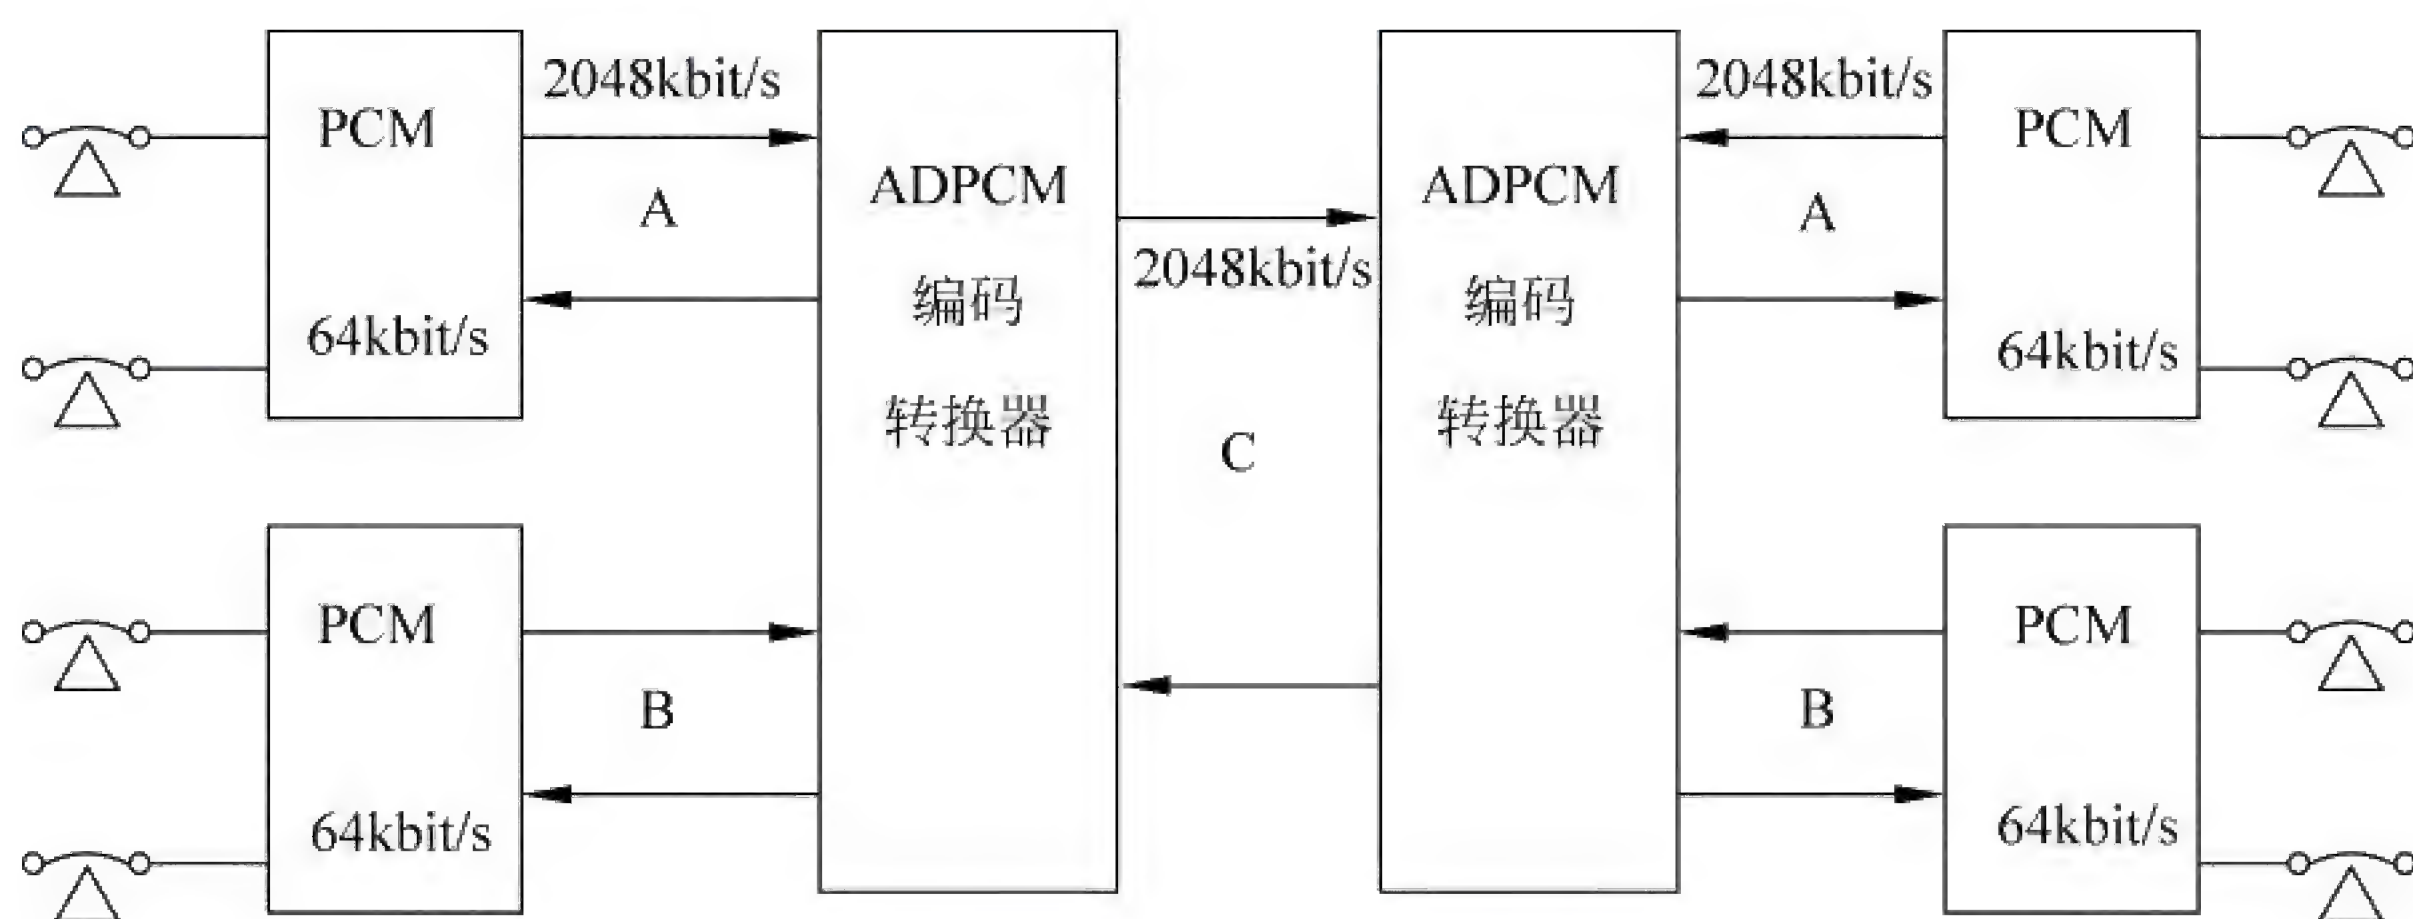 2048kbit/s
2048kbit/s
PCM
PCM
ADPCM
ADPCM
A
A
2048kbit/s
编码
编码
64kbit/s
64kbit/s
转换器
转换器
C
PCM
PCM
B
B
64kbit/s
64kbit/s